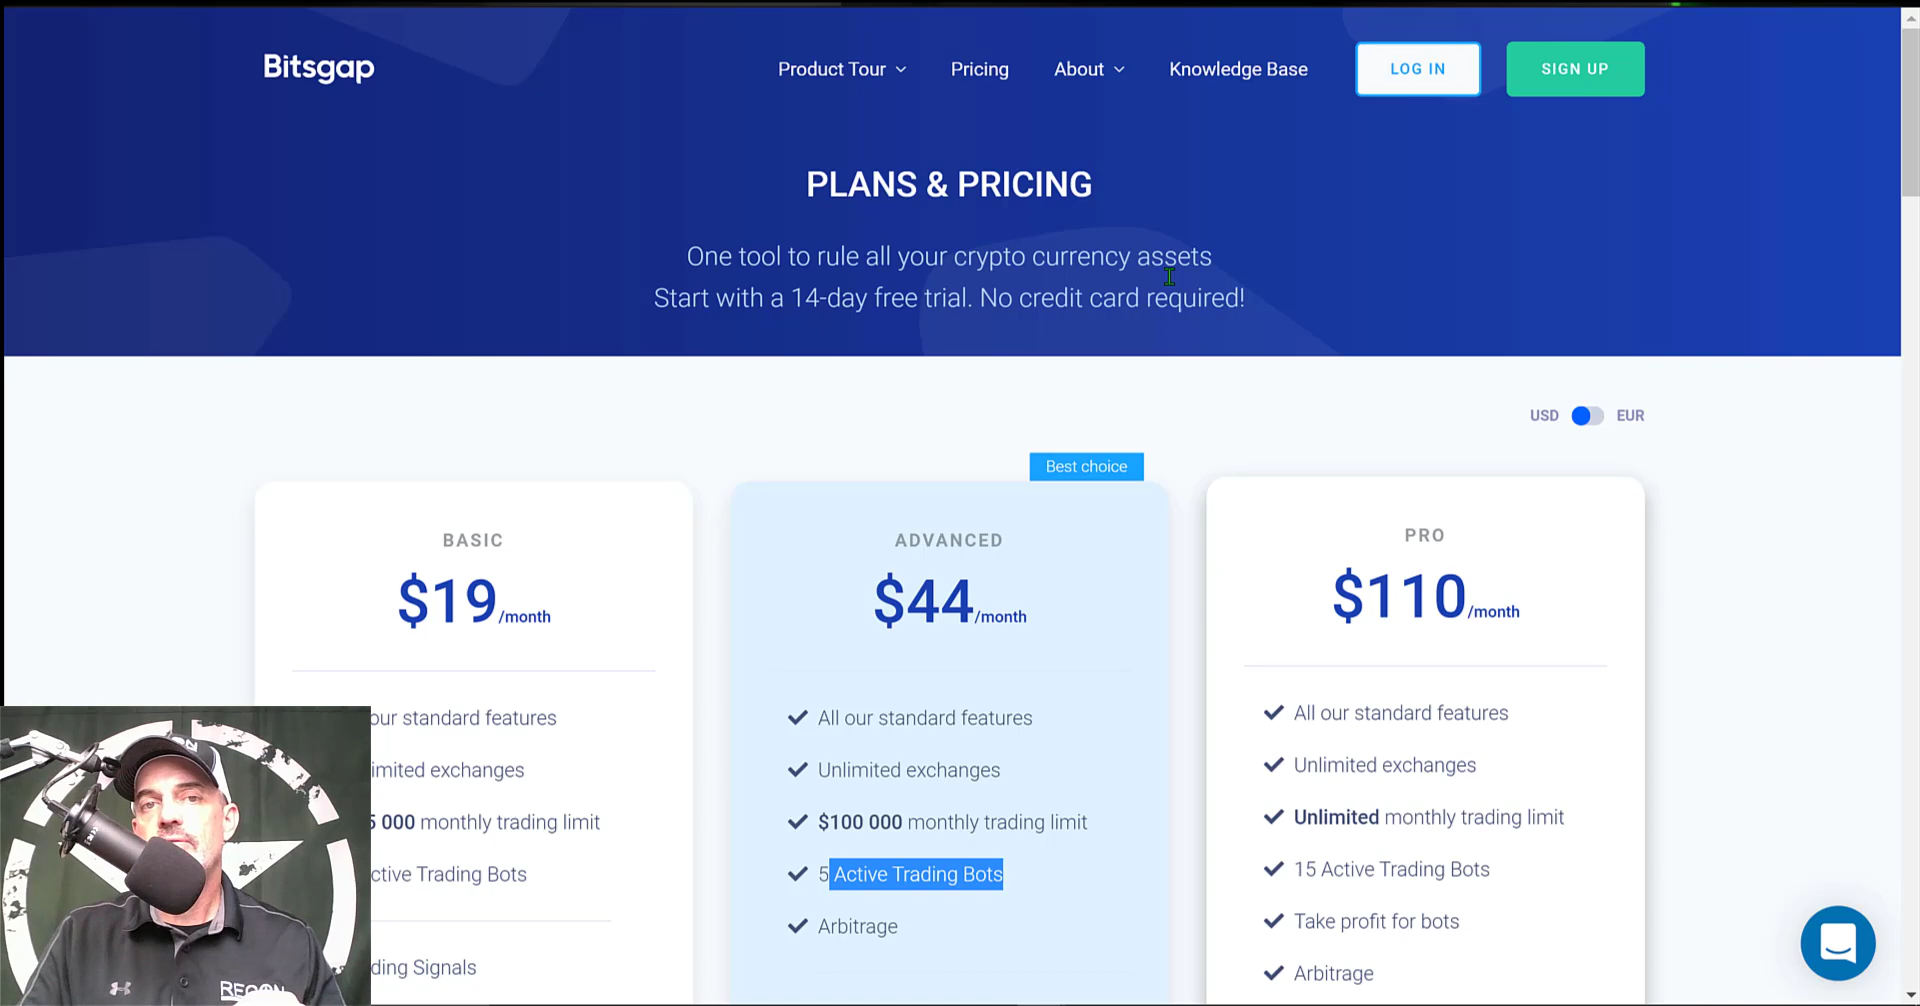 Bitsgap
Product Tour
Pricing
About
Knowledge Base
LOG IN
SIGN UP
PLANS & PRICING
One tool to rule all your crypto currency assets
Start with a 14-day free trial. No credit card required!
USD
EUR
Best choice
BASIC
$19/month
our standard features
imited exchanges
5 000 monthly trading limit
ctive Trading Bots
ding Signals
ADVANCED
$44/month
All our standard features
Unlimited exchanges
$100 000 monthly trading limit
5 Active Trading Bots
Arbitrage
PRO
$110/month
All our standard features
Unlimited exchanges
Unlimited monthly trading limit
15 Active Trading Bots
Take profit for bots
Arbitrage